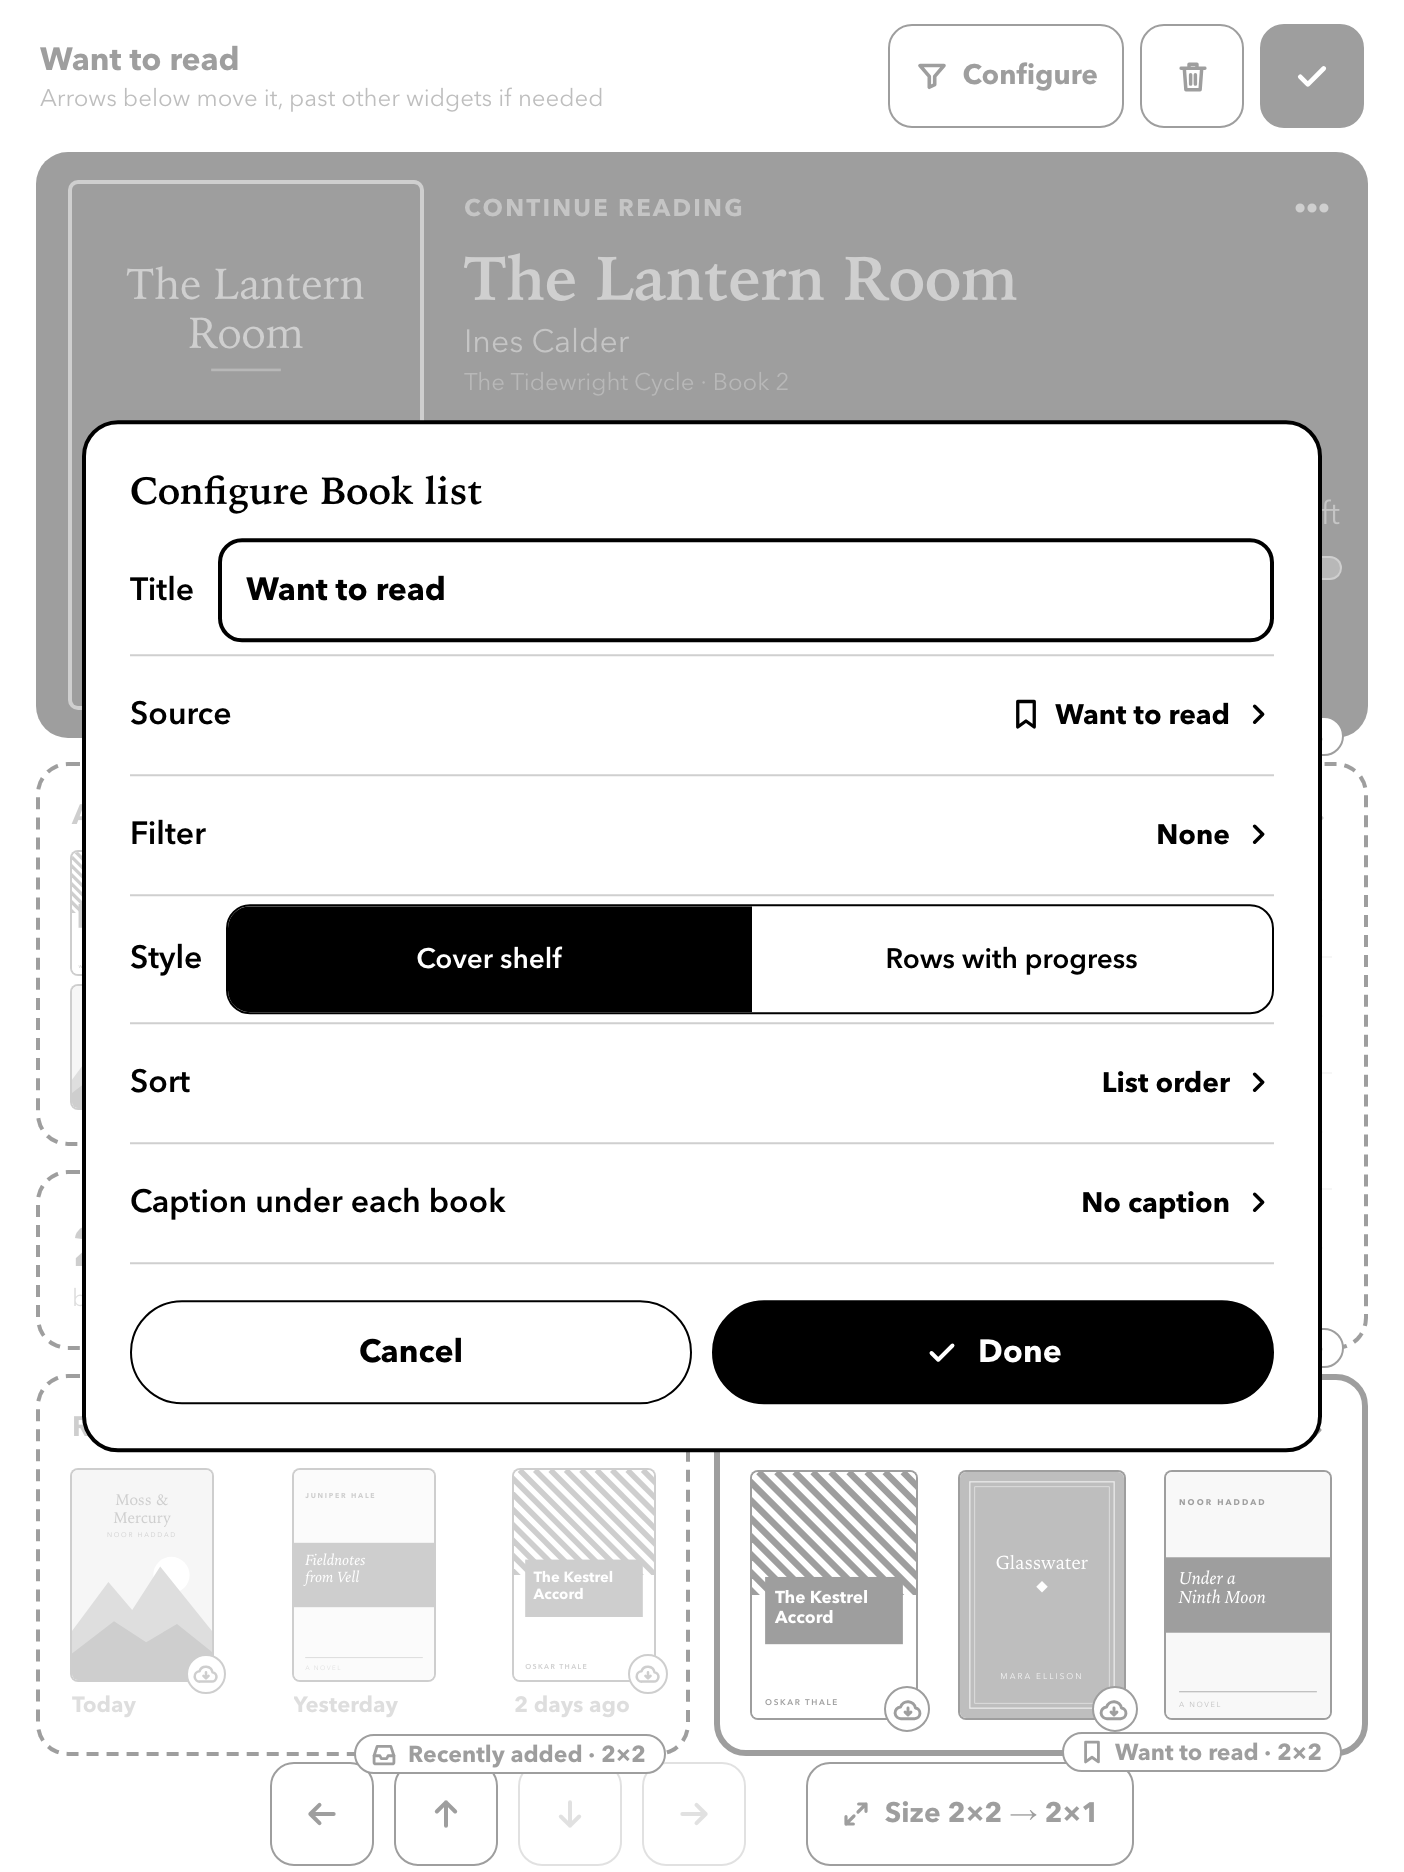 Want to read
Arrows below move it, past other widgets if needed
Configure
CONTINUE READING
The Lantern Room
Ines Calder
The Tidewright Cycle · Book 2
The Lantern
Room
ft
Configure Book list
Title
Want to read
Source
Want to read
Filter
None
Style
Cover shelf
Rows with progress
Sort
List order
Caption under each book
No caption
Cancel
Done
Moss &
Mercury
NOOR HADDAD
Today
JUNIPER HALE
Fieldnotes
from Vell
A NOVEL
Yesterday
The Kestrel
Accord
OSKAR THALE
2 days ago
Recently added · 2×2
The Kestrel
Accord
OSKAR THALE
Glasswater
MARA ELLISON
NOOR HADDAD
Under a
Ninth Moon
A NOVEL
Want to read · 2×2
Size 2×2 → 2×1